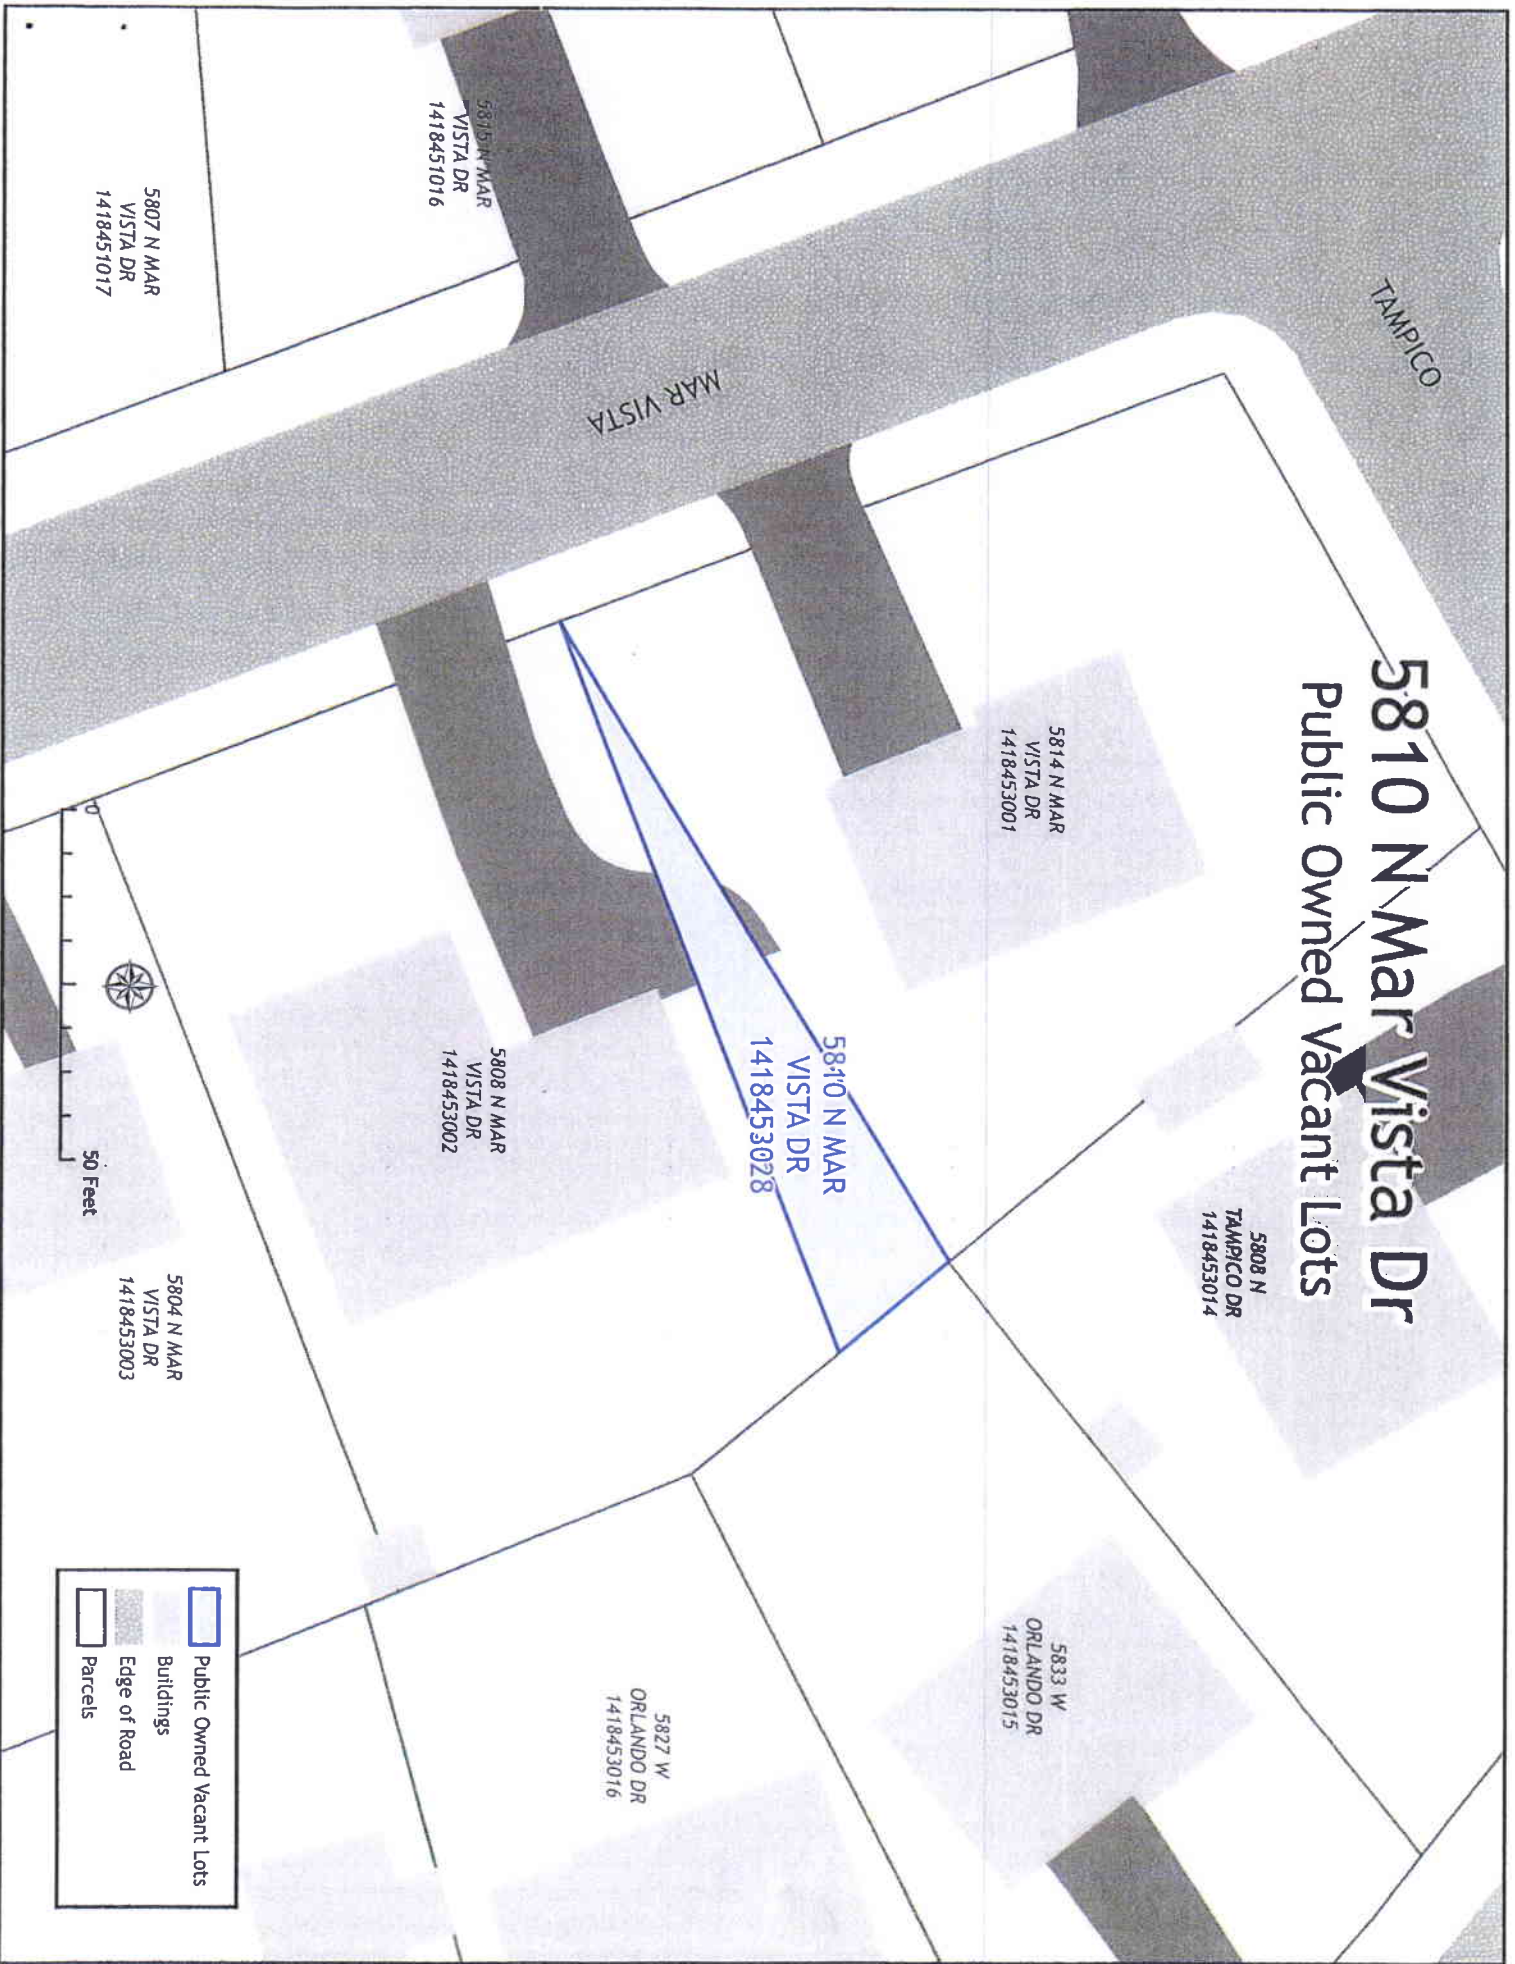 5810 N Mar Vista Dr
Public Owned Vacant Lots
TAMPICO
MAR VISTA
5815 N MAR
VISTA DR
1418451016
5807 N MAR
VISTA DR
1418451017
5814 N MAR
VISTA DR
1418453001
5808 N
TAMPICO DR
1418453014
5810 N MAR
VISTA DR
1418453028
5808 N MAR
VISTA DR
1418453002
5804 N MAR
VISTA DR
1418453003
5833 W
ORLANDO DR
1418453015
5827 W
ORLANDO DR
1418453016
0
50 Feet
Public Owned Vacant Lots
Buildings
Edge of Road
Parcels